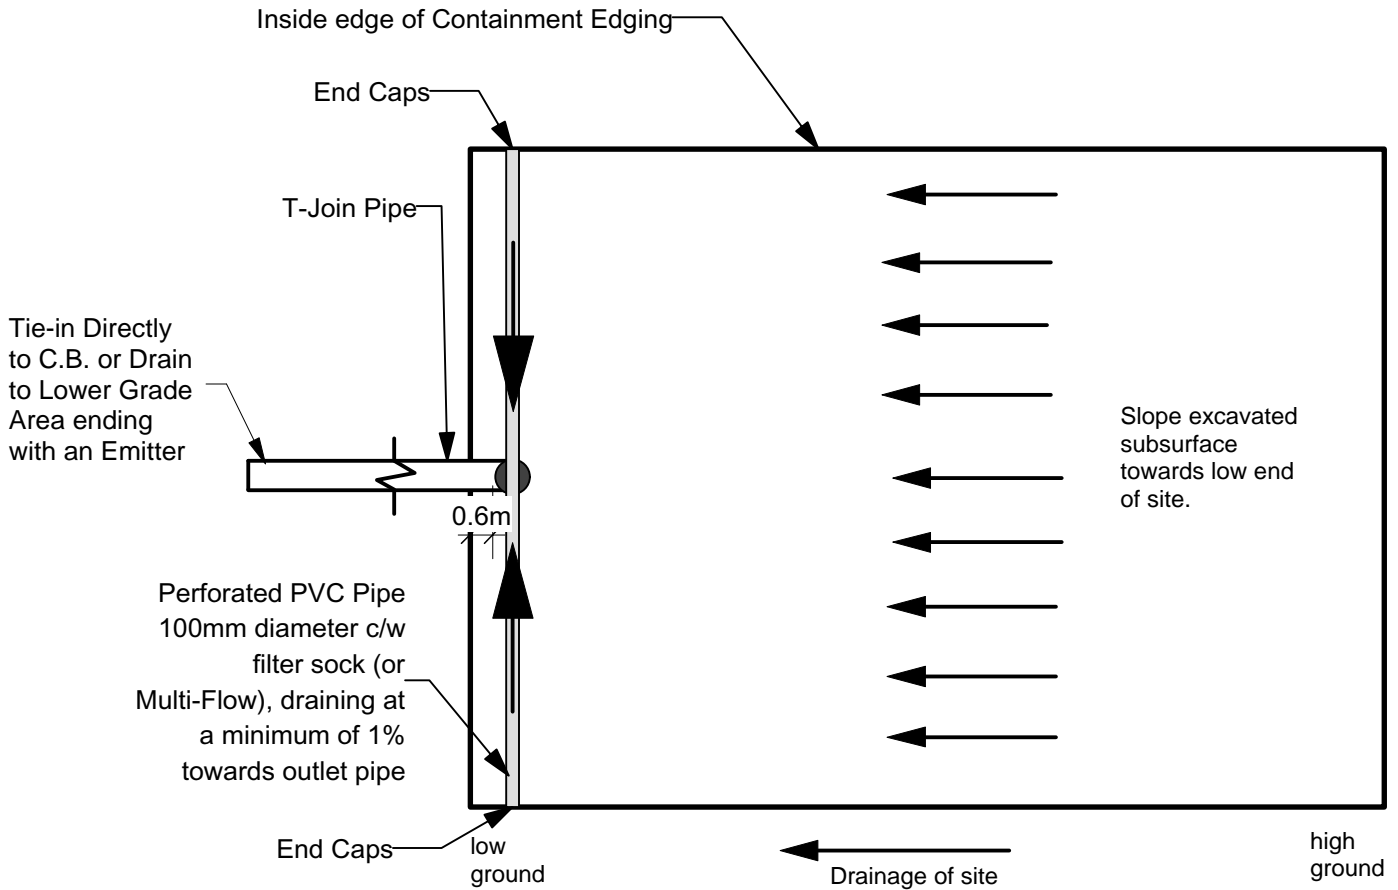 Inside edge of Containment Edging
End Caps
T-Join Pipe
Tie-in Directly
to C.B. or Drain
to Lower Grade
Area ending
with an Emitter
Slope excavated
subsurface
towards low end
of site.
0.6m
Perforated PVC Pipe
100mm diameter c/w
filter sock (or
Multi-Flow), draining at
a minimum of 1%
towards outlet pipe
End Caps
low
ground
Drainage of site
high
ground